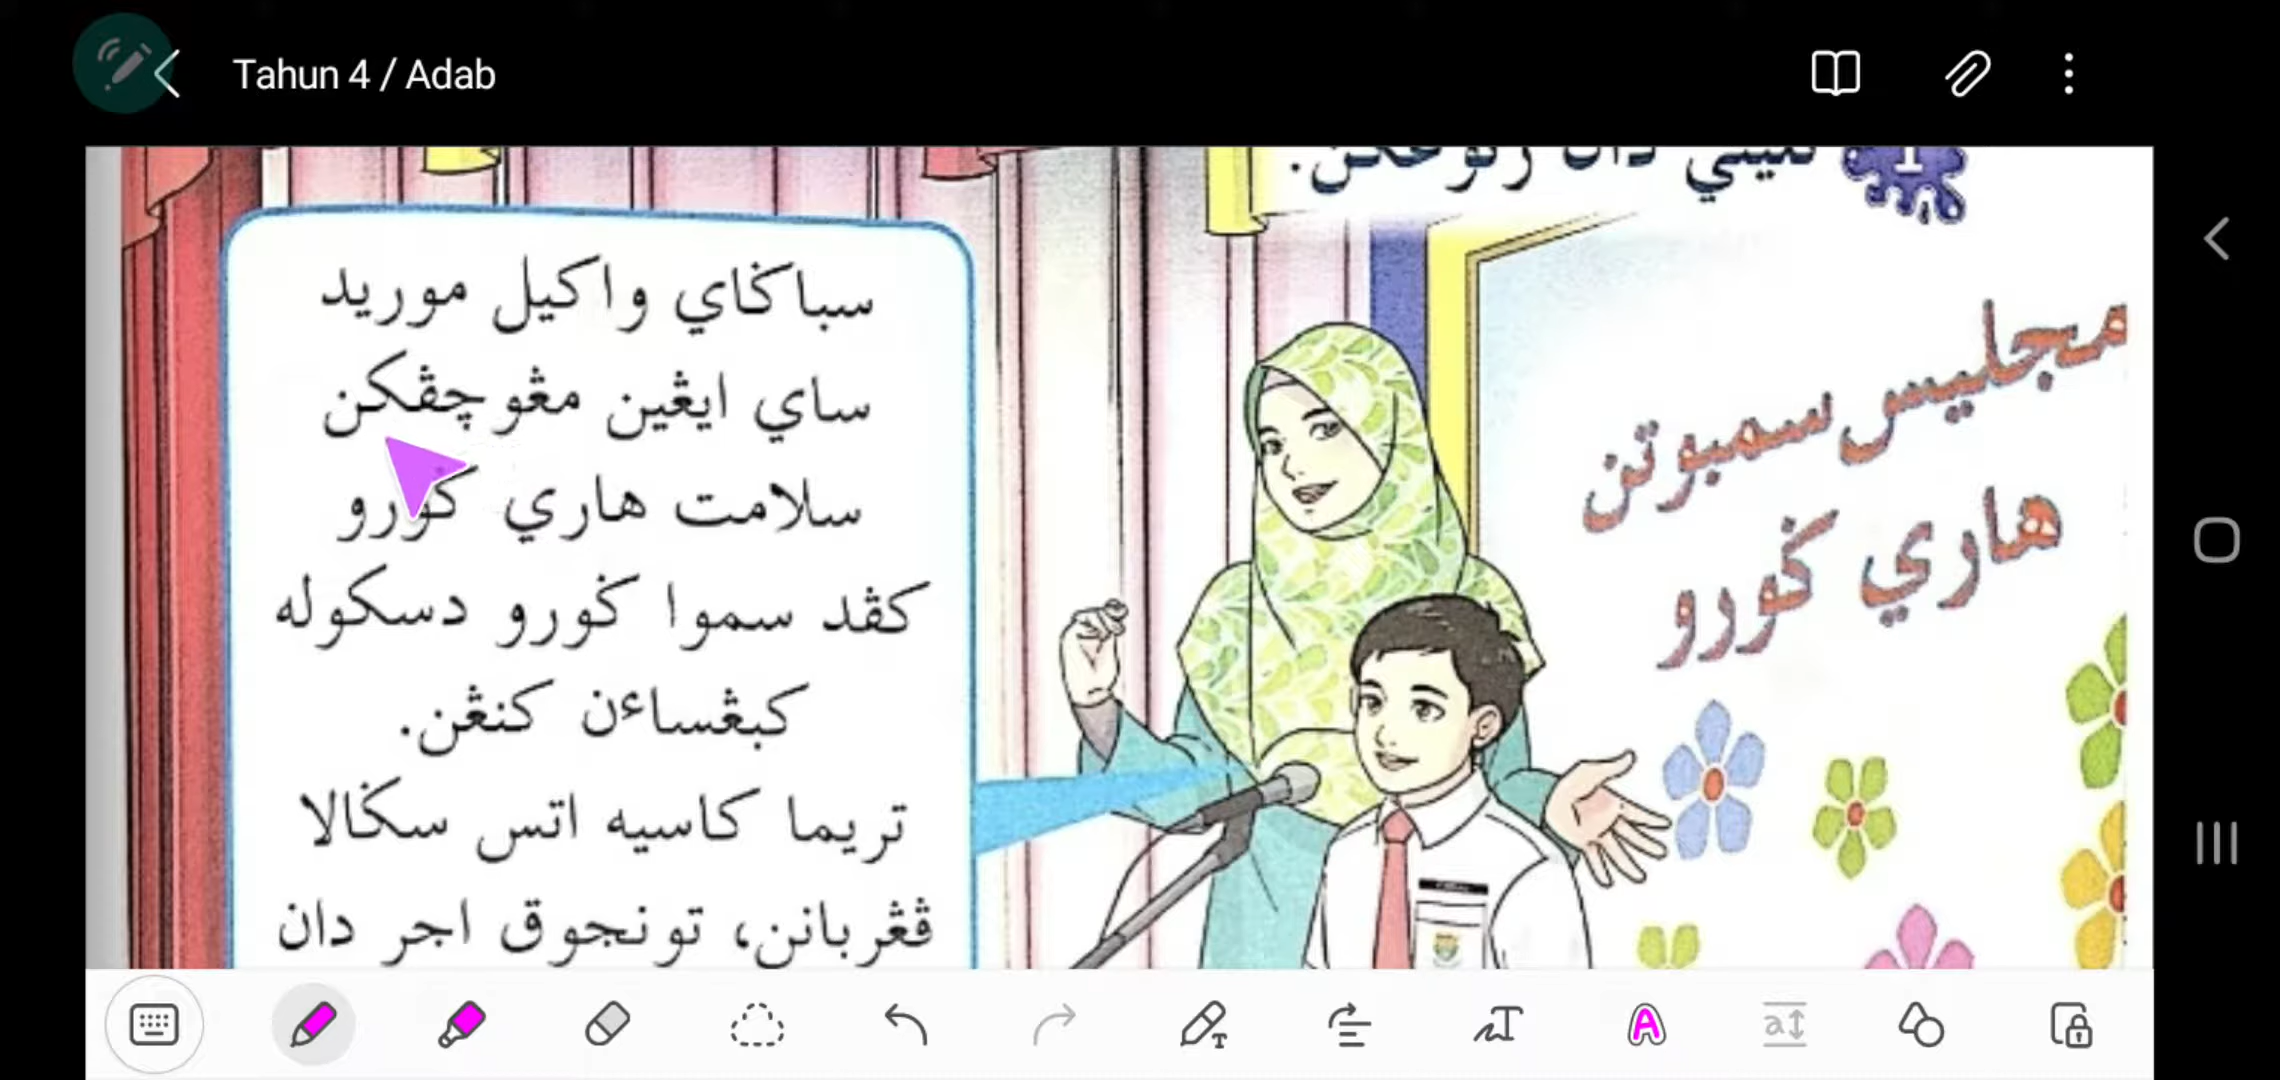 Tahun 4 / Adab
1
سباݢاي واكيل موريد
ساي ايڠين مڠوچڤكن
سلامت هاري ݢورو
كڤد سموا ݢورو دسكوله
كبڠساءن كنڠن.
تريما كاسيه اتس سݢالا
ڤڠربانن، تونجوق اجر دان
مجليس سمبوتن
هاري ݢورو